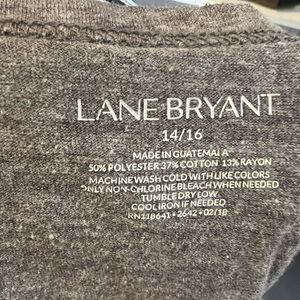 LANE BRYANT
14/16
MADE IN GUATEMALA
50% POLYESTER 37% COTTON 13% RAYON
MACHINE WASH COLD WITH LIKE COLORS
ONLY NON-CHLORINE BLEACH WHEN NEEDED
TUMBLE DRY LOW
COOL IRON IF NEEDED
RN118641 • 2642 • 02/18